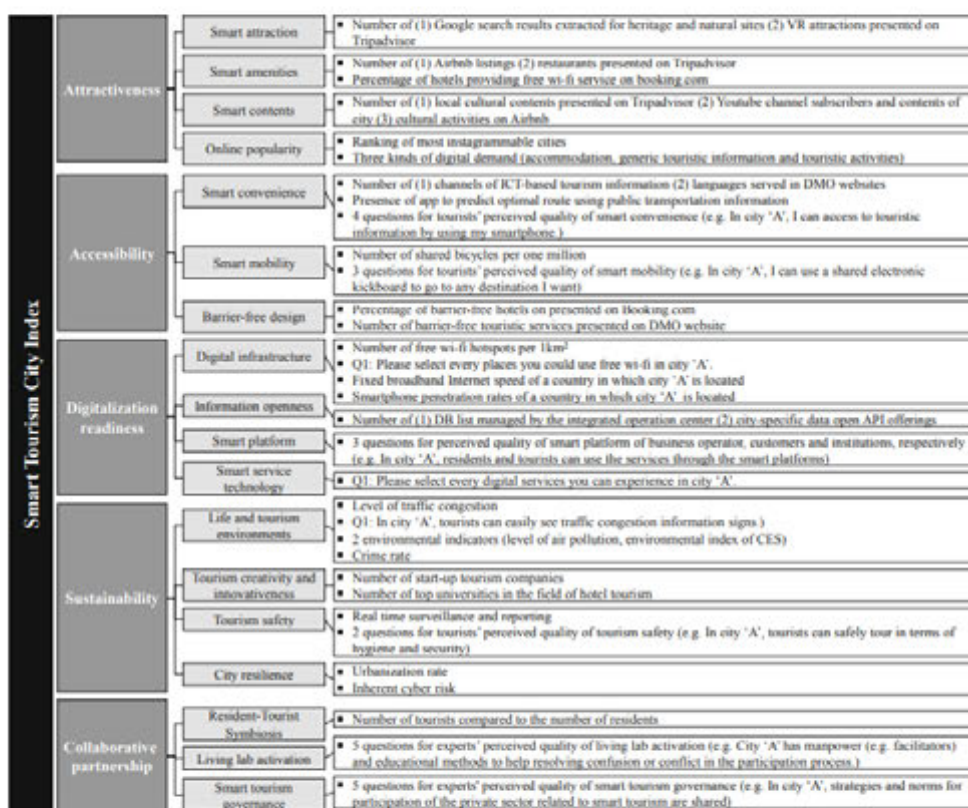 Smart Tourism City Index
Attractiveness
Smart attraction
▪ Number of (1) Google search results extracted for heritage and natural sites (2) VR attractions presented on
Tripadvisor
Smart amenities
▪ Number of (1) Airbnb listings (2) restaurants presented on Tripadvisor
▪ Percentage of hotels providing free wi-fi service on booking.com
Smart contents
▪ Number of (1) local cultural contents presented on Tripadvisor (2) Youtube channel subscribers and contents of
city (3) cultural activities on Airbnb
Online popularity
▪ Ranking of most instagrammable cities
▪ Three kinds of digital demand (accommodation, generic touristic information and touristic activities)
Accessibility
Smart convenience
▪ Number of (1) channels of ICT-based tourism information (2) languages served in DMO websites
▪ Presence of app to predict optimal route using public transportation information
▪ 4 questions for tourists' perceived quality of smart convenience (e.g. In city 'A', I can access to touristic
information by using my smartphone.)
Smart mobility
▪ Number of shared bicycles per one million
▪ 3 questions for tourists' perceived quality of smart mobility (e.g. In city 'A', I can use a shared electronic
kickboard to go to any destination I want)
Barrier-free design
▪ Percentage of barrier-free hotels on presented on Booking.com
▪ Number of barrier-free touristic services presented on DMO website
Digitalization
readiness
Digital infrastructure
▪ Number of free wi-fi hotspots per 1km²
▪ Q1: Please select every places you could use free wi-fi in city 'A'.
▪ Fixed broadband Internet speed of a country in which city 'A' is located
▪ Smartphone penetration rates of a country in which city 'A' is located
Information openness
▪ Number of (1) DB list managed by the integrated operation center (2) city-specific data open API offerings
Smart platform
▪ 3 questions for perceived quality of smart platform of business operator, customers and institutions, respectively
(e.g. In city 'A', residents and tourists can use the services through the smart platforms)
Smart service
technology
▪ Q1: Please select every digital services you can experience in city 'A'.
Sustainability
Life and tourism
environments
▪ Level of traffic congestion
▪ Q1: In city 'A', tourists can easily see traffic congestion information signs.)
▪ 2 environmental indicators (level of air pollution, environmental index of CES)
▪ Crime rate
Tourism creativity and
innovativeness
▪ Number of start-up tourism companies
▪ Number of top universities in the field of hotel tourism
Tourism safety
▪ Real time surveillance and reporting
▪ 2 questions for tourists' perceived quality of tourism safety (e.g. In city 'A', tourists can safely tour in terms of
hygiene and security)
City resilience
▪ Urbanization rate
▪ Inherent cyber risk
Collaborative
partnership
Resident-Tourist
Symbiosis
▪ Number of tourists compared to the number of residents
Living lab activation
▪ 5 questions for experts' perceived quality of living lab activation (e.g. City 'A' has manpower (e.g. facilitators)
and educational methods to help resolving confusion or conflict in the participation process.)
Smart tourism
governance
▪ 5 questions for experts' perceived quality of smart tourism governance (e.g. In city 'A', strategies and norms for
participation of the private sector related to smart tourism are shared)